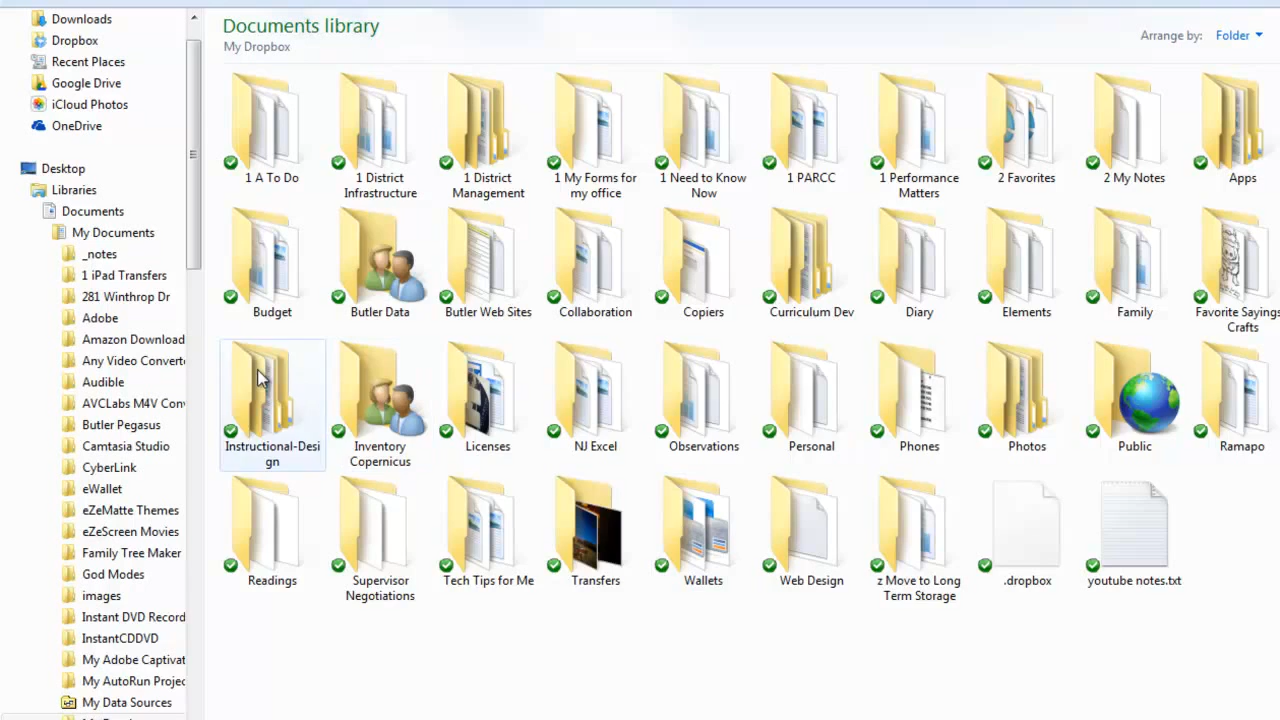 Downloads
Dropbox
Recent Places
Google Drive
iCloud Photos
OneDrive
Desktop
Libraries
Documents
My Documents
_notes
1 iPad Transfers
281 Winthrop Dr
Adobe
Amazon Download
Any Video Converte
Audible
AVCLabs M4V Conv
Butler Pegasus
Camtasia Studio
CyberLink
eWallet
eZeMatte Themes
eZeScreen Movies
Family Tree Maker
God Modes
images
Instant DVD Record
InstantCDDVD
My Adobe Captivat
My AutoRun Projec
My Data Sources
Documents library
My Dropbox
Arrange by: Folder
1 A To Do
1 District
Infrastructure
1 District
Management
1 My Forms for
my office
1 Need to Know
Now
1 PARCC
1 Performance
Matters
2 Favorites
2 My Notes
Apps
Budget
Butler Data
Butler Web Sites
Collaboration
Copiers
Curriculum Dev
Diary
Elements
Family
Favorite Sayings
Crafts
Instructional-Desi
gn
Inventory
Copernicus
Licenses
NJ Excel
Observations
Personal
Phones
Photos
Public
Ramapo
Readings
Supervisor
Negotiations
Tech Tips for Me
Transfers
Wallets
Web Design
z Move to Long
Term Storage
.dropbox
youtube notes.txt